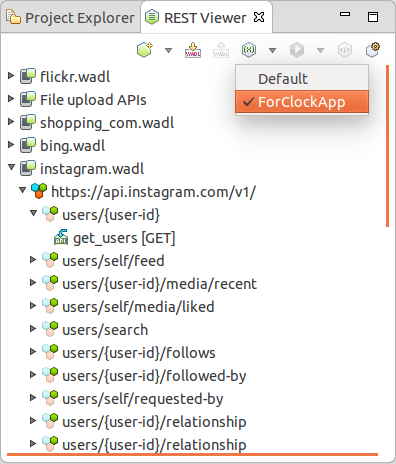 Project Explorer REST Viewer
WADL WADL
Default
ForClockApp
flickr.wadl
File upload APIs
shopping_com.wadl
bing.wadl
instagram.wadl
https://api.instagram.com/v1/
users/{user-id}
get_users [GET]
users/self/feed
users/{user-id}/media/recent
users/self/media/liked
users/search
users/{user-id}/follows
users/{user-id}/followed-by
users/self/requested-by
users/{user-id}/relationship
users/{user-id}/relationship